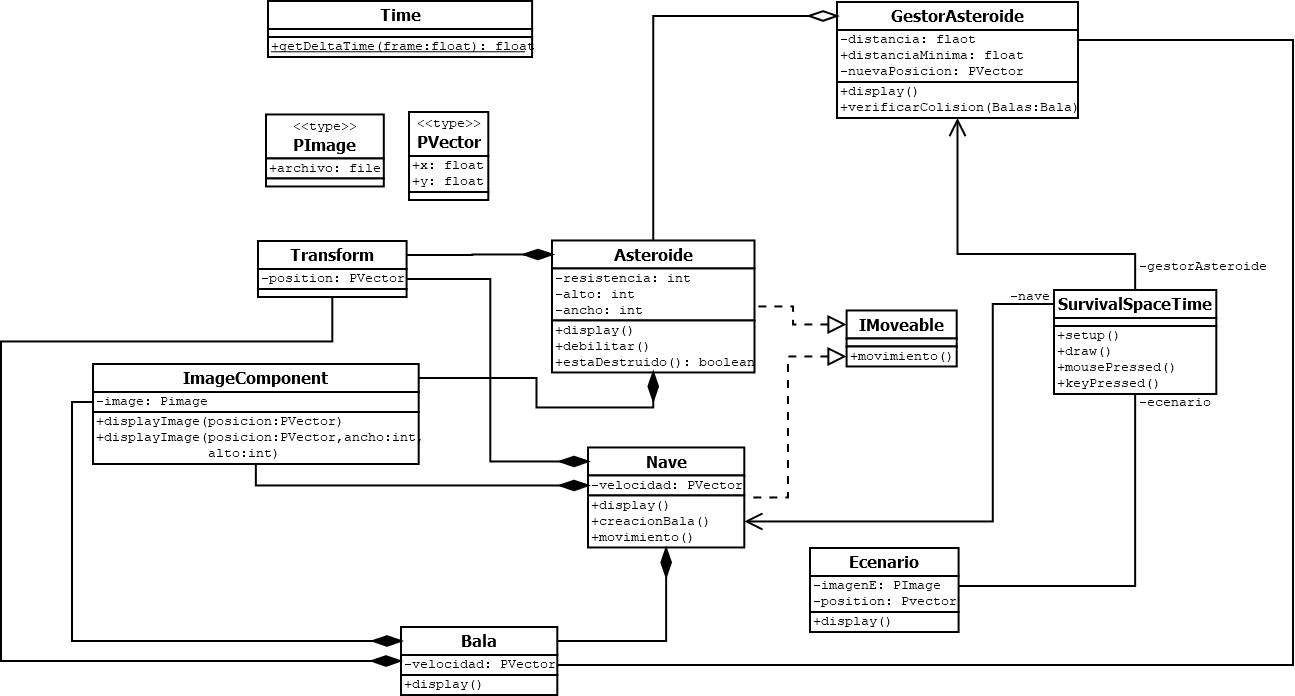 Time
+getDeltaTime(frame:float): float
GestorAsteroide
-distancia: flaot
+distanciaMinima: float
-nuevaPosicion: PVector
+display()
+verificarColision(Balas:Bala)
<<type>>
PImage
+archivo: file
<<type>>
PVector
+x: float
+y: float
Transform
-position: PVector
Asteroide
-resistencia: int
-alto: int
-ancho: int
+display()
+debilitar()
+estaDestruido(): boolean
-gestorAsteroide
-nave
IMoveable
+movimiento()
SurvivalSpaceTime
+setup()
+draw()
+mousePressed()
+keyPressed()
-ecenario
ImageComponent
-image: Pimage
+displayImage(posicion:PVector)
+displayImage(posicion:PVector,ancho:int,
alto:int)
Nave
-velocidad: PVector
+display()
+creacionBala()
+movimiento()
Ecenario
-imagenE: PImage
-position: Pvector
+display()
Bala
-velocidad: PVector
+display()